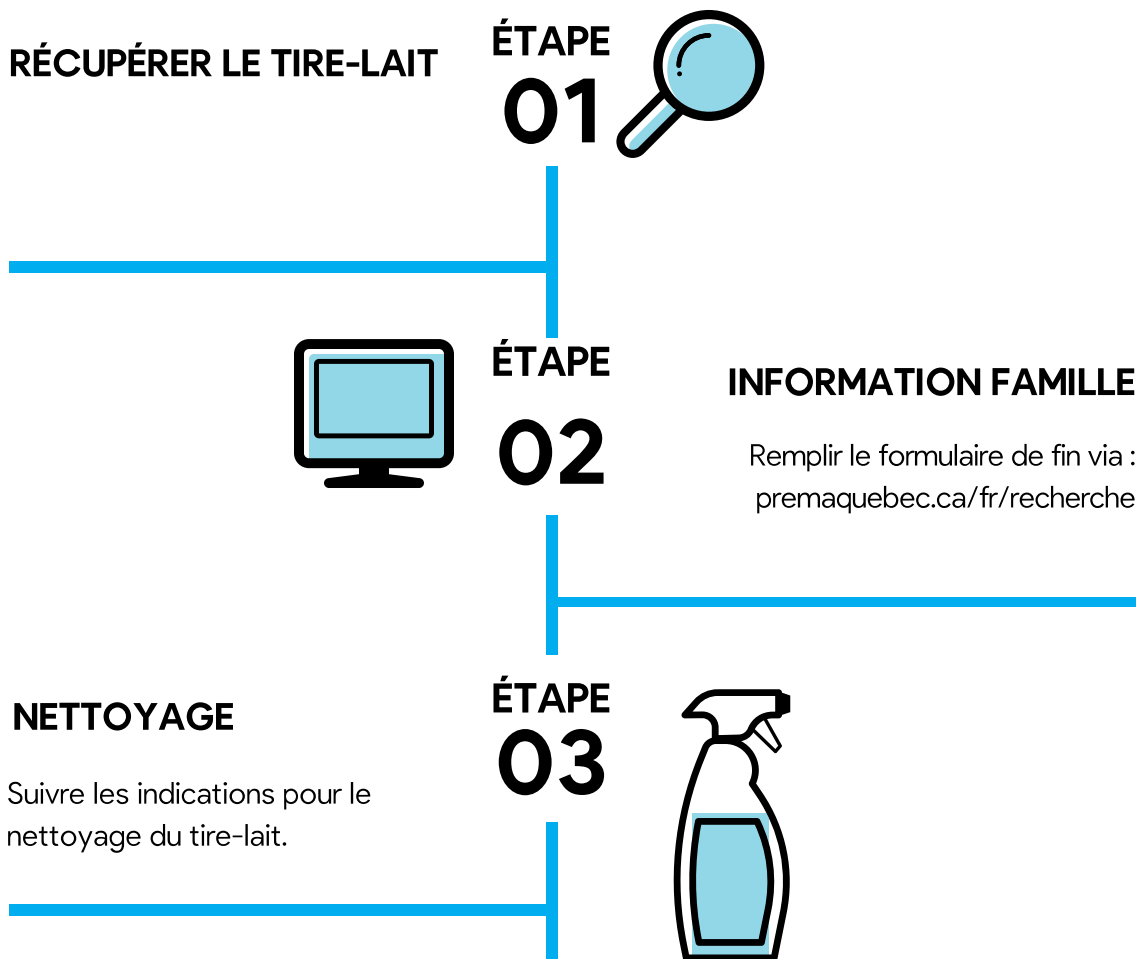 RÉCUPÉRER LE TIRE-LAIT
ÉTAPE
01
ÉTAPE
02
INFORMATION FAMILLE
Remplir le formulaire de fin via :
premaquebec.ca/fr/recherche
ÉTAPE
03
NETTOYAGE
Suivre les indications pour le
nettoyage du tire-lait.